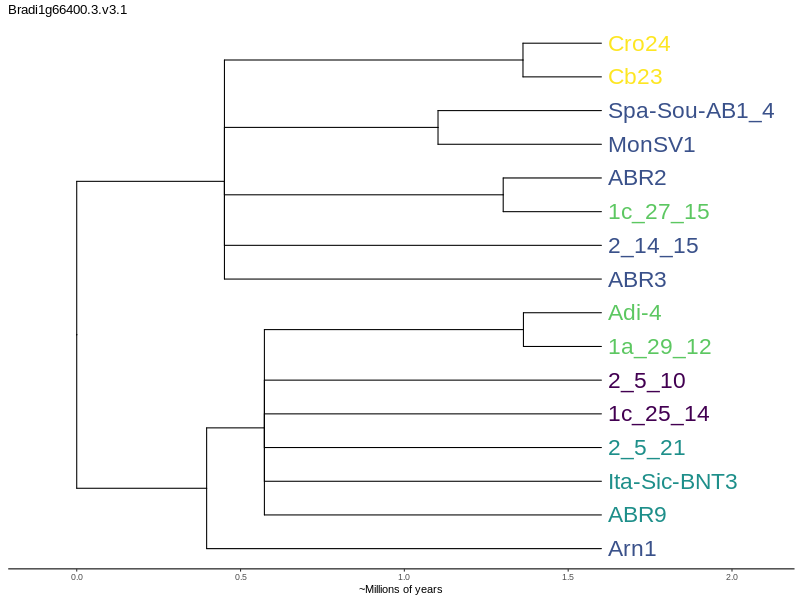 Bradi1g66400.3.v3.1
Cro24
Cb23
Spa-Sou-AB1_4
MonSV1
ABR2
1c_27_15
2_14_15
ABR3
Adi-4
1a_29_12
2_5_10
1c_25_14
2_5_21
Ita-Sic-BNT3
ABR9
Arn1
0.0 0.5 1.0 1.5 2.0
~Millions of years